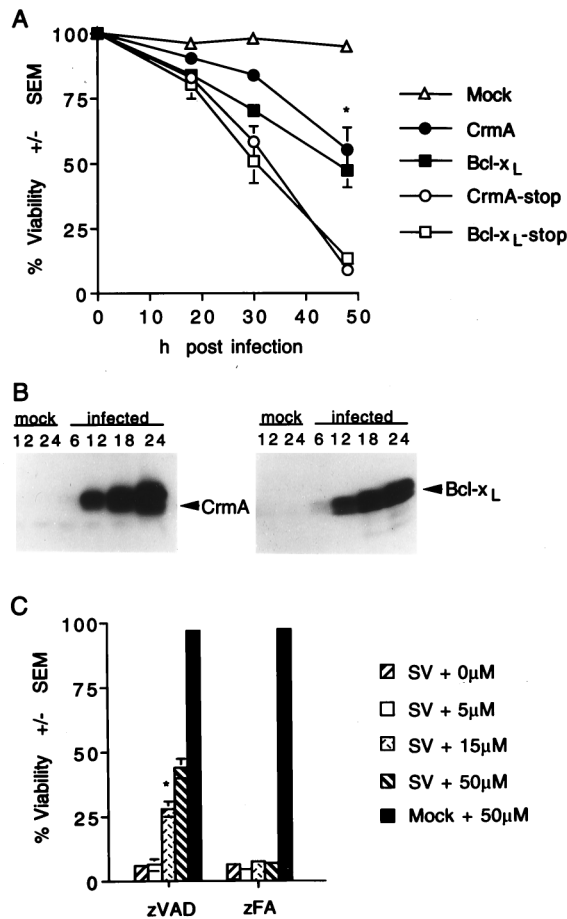 A
100
75
50
25
0
% Viability +/- SEM
*
0 10 20 30 40 50
h post infection
Mock
CrmA
Bcl-x L
CrmA-stop
Bcl-x L-stop
B
mock infected
12 24 6 12 18 24
CrmA
mock infected
12 24 6 12 18 24
Bcl-x L
C
100
75
50
25
0
% Viability +/- SEM
*
zVAD zFA
SV + 0µM
SV + 5µM
SV + 15µM
SV + 50µM
Mock + 50µM